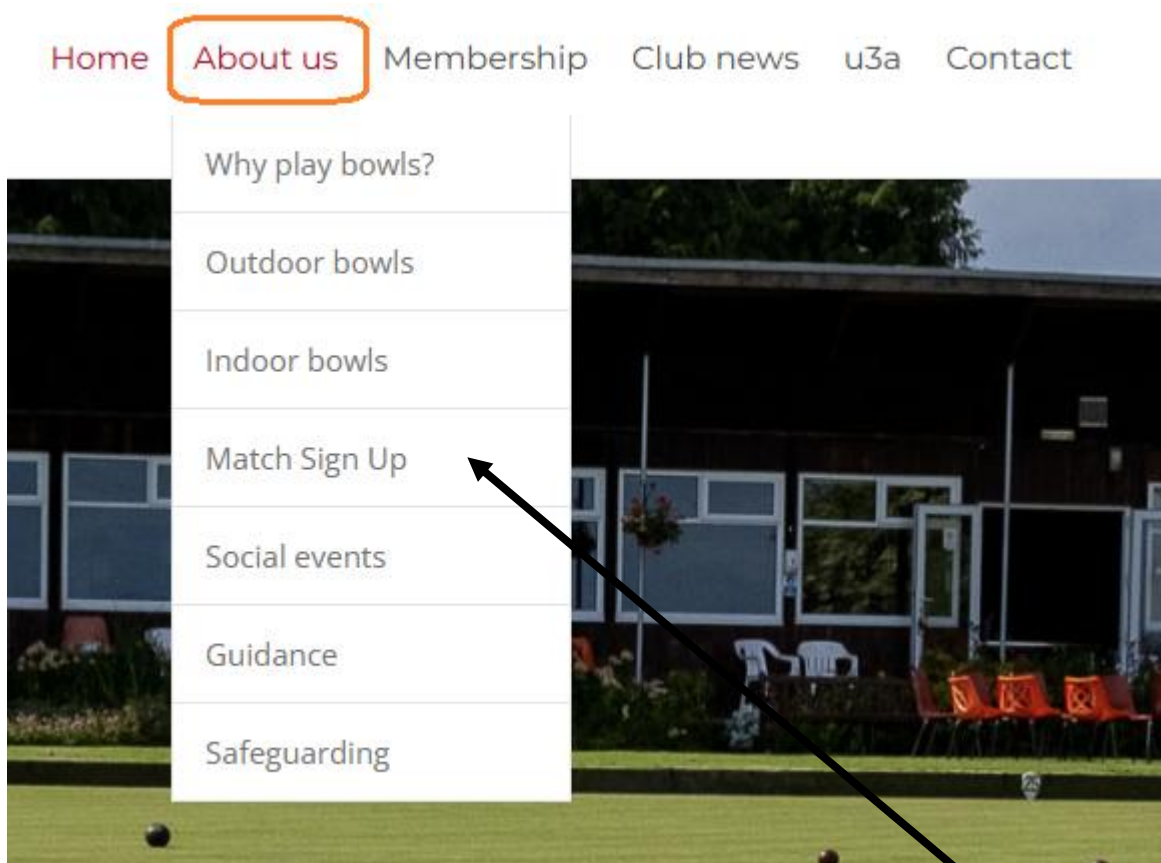 Home About us Membership Club news u3a Contact
Why play bowls?
Outdoor bowls
Indoor bowls
Match Sign Up
Social events
Guidance
Safeguarding
25